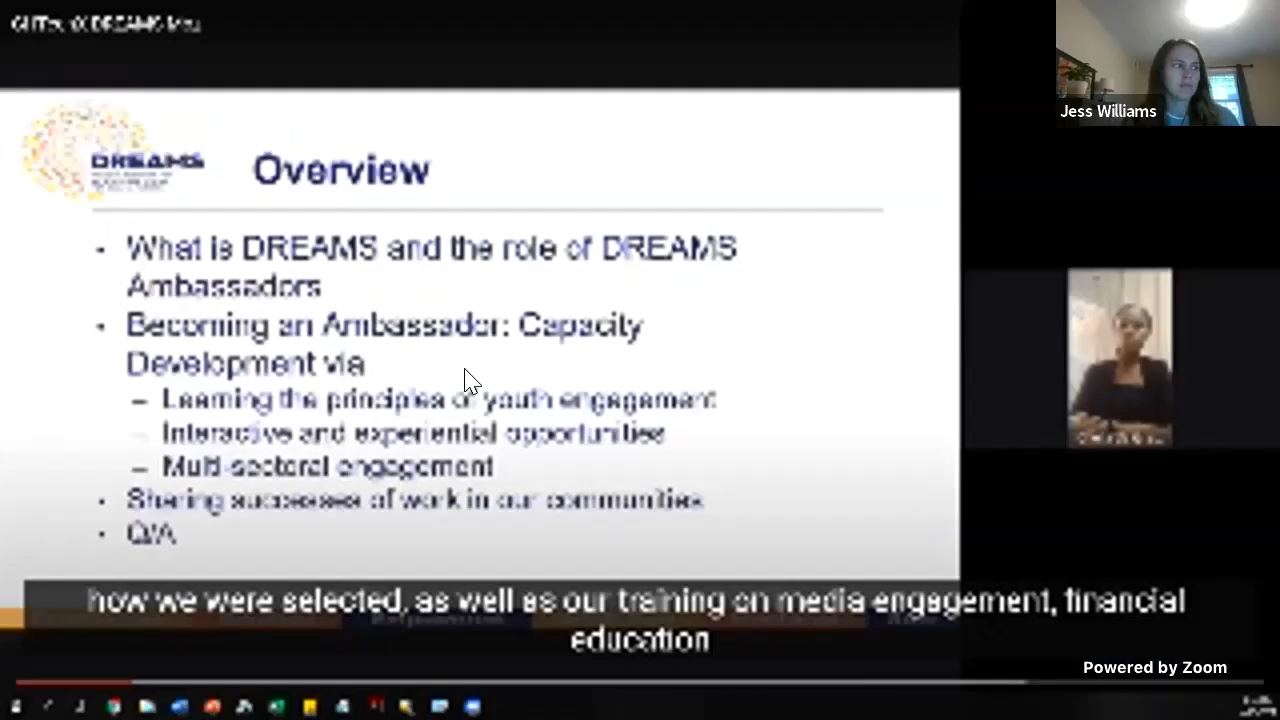 Jess Williams
DREAMS
Overview
- What is DREAMS and the role of DREAMS
Ambassadors
- Becoming an Ambassador: Capacity
Development via
– Learning the principles of youth engagement
– Interactive and experiential opportunities
– Multi-sectoral engagement
- Sharing successes of work in our communities
- Q/A
how we were selected, as well as our training on media engagement, financial
education
Powered by Zoom